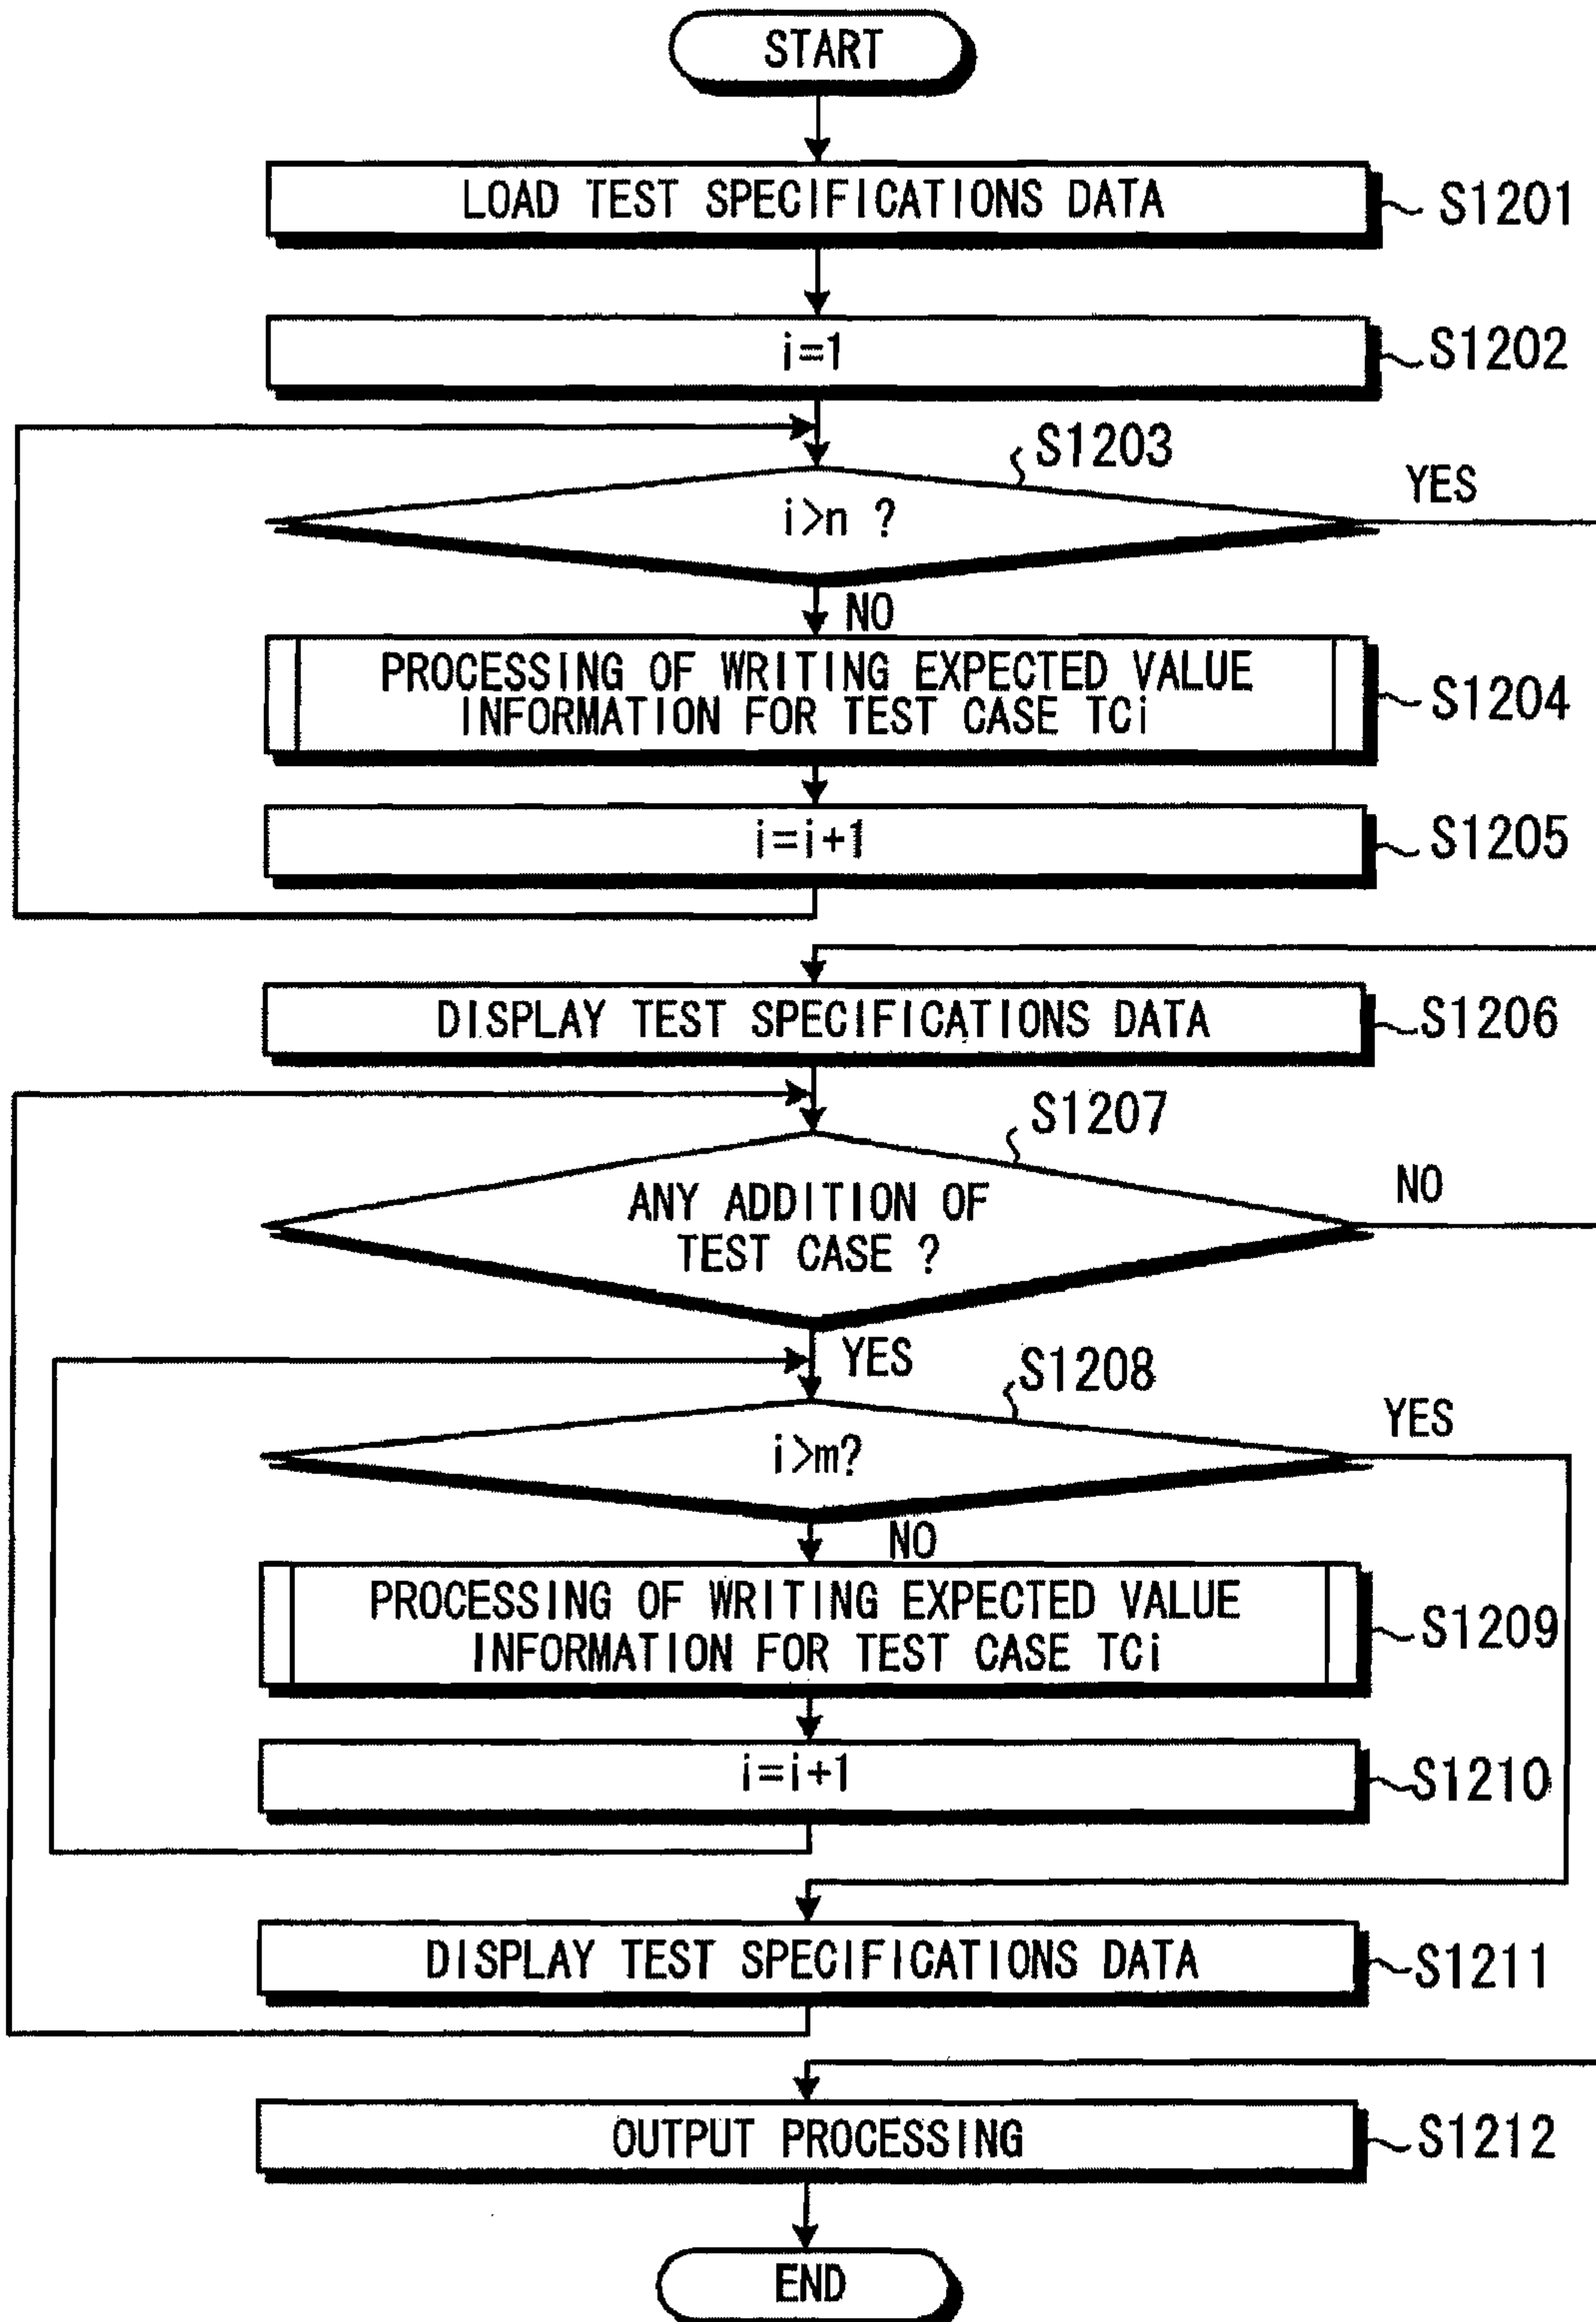 START
LOAD TEST SPECIFICATIONS DATA
S1201
i=1
S1202
S1203
YES
i>n ?
NO
PROCESSING OF WRITING EXPECTED VALUE
INFORMATION FOR TEST CASE TCi
S1204
i=i+1
S1205
DISPLAY TEST SPECIFICATIONS DATA
S1206
S1207
NO
ANY ADDITION OF
TEST CASE ?
YES
S1208
YES
i>m?
NO
PROCESSING OF WRITING EXPECTED VALUE
INFORMATION FOR TEST CASE TCi
S1209
i=i+1
S1210
DISPLAY TEST SPECIFICATIONS DATA
S1211
OUTPUT PROCESSING
S1212
END